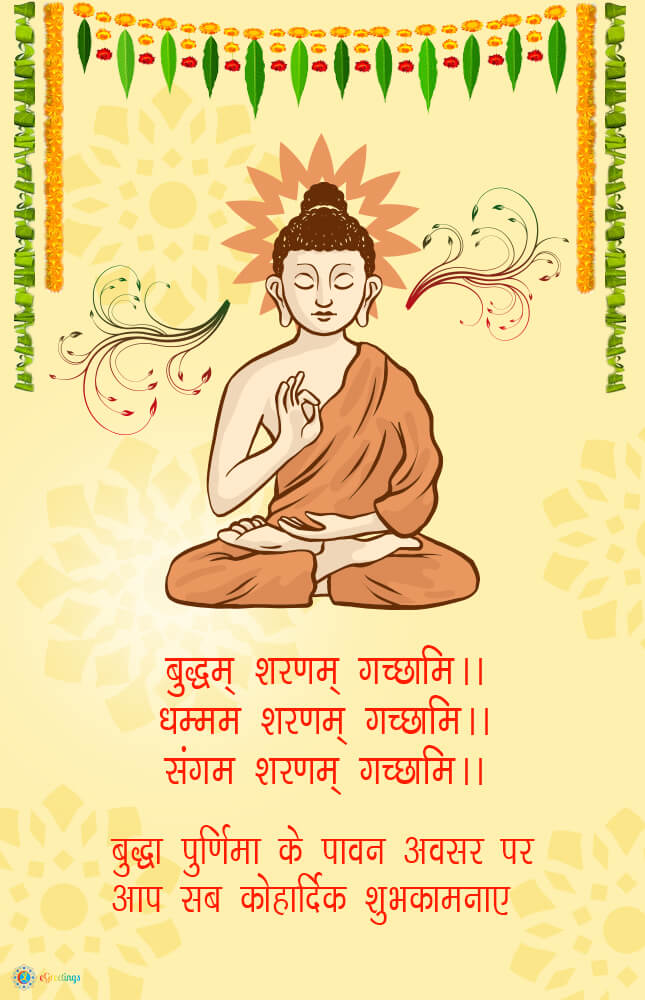 बुद्धम् शरणम् गच्छामि।।
धम्मम शरणम् गच्छामि।।
संगम शरणम् गच्छामि।।
बुद्धा पुर्णिमा के पावन अवसर पर
आप सब कोहार्दिक शुभकामनाए
eGreetings